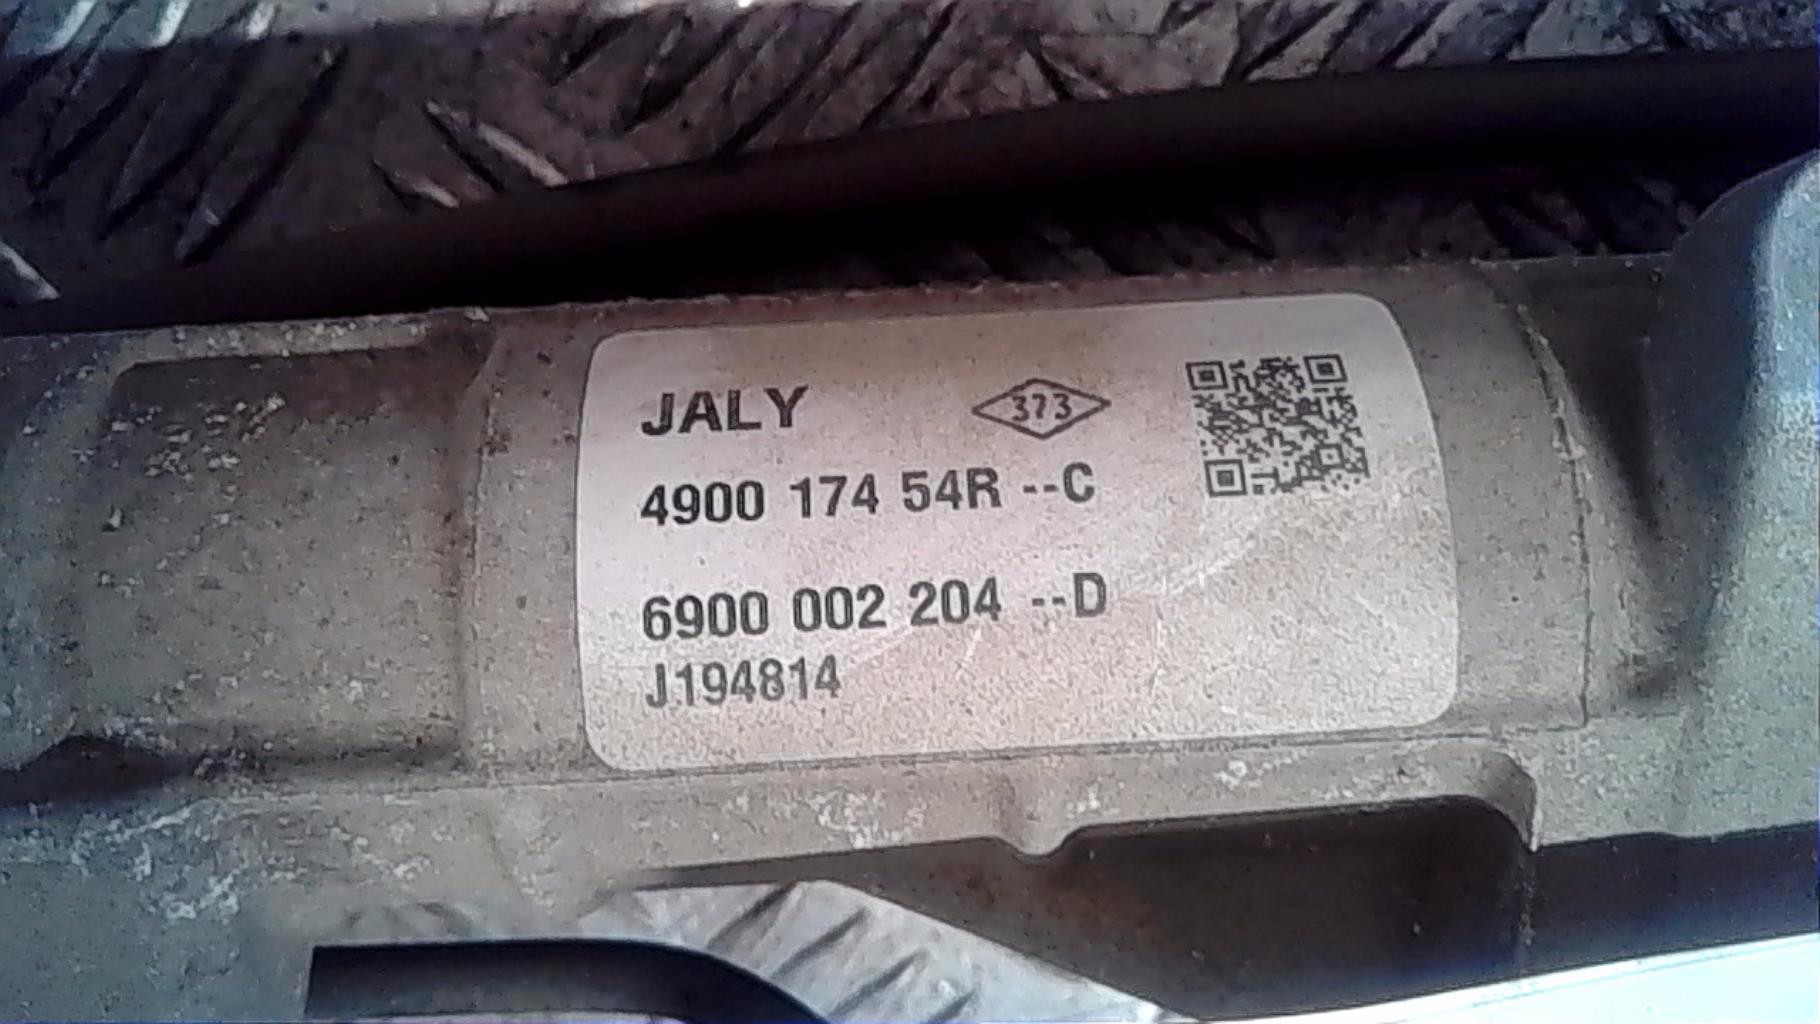 JALY 373
4900 174 54R --C
6900 002 204 --D
J194814